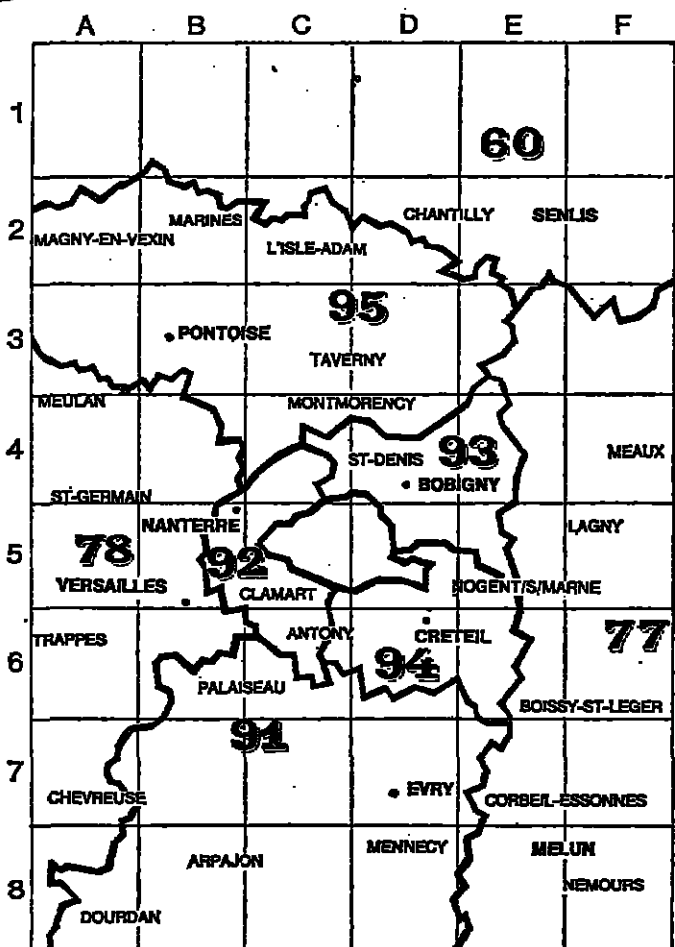 A B C D E F
1
60
2
MAGNY-EN-VEXIN
MARINES
L'ISLE-ADAM
CHANTILLY
SENLIS
95
3
PONTOISE
TAVERNY
MEULAN
MONTMORENCY
4
ST-DENIS
93
BOBIGNY
MEAUX
ST-GERMAIN
NANTERRE
LAGNY
5
78
92
VERSAILLES
CLAMART
NOGENT/S/MARNE
TRAPPES
ANTONY
CRETEIL
77
6
94
PALAISEAU
BOISSY-ST-LEGER
91
7
CHEVREUSE
EVRY
CORBEIL-ESSONNES
ARPAJON
MENNECY
MELUN
8
NEMOURS
DOURDAN